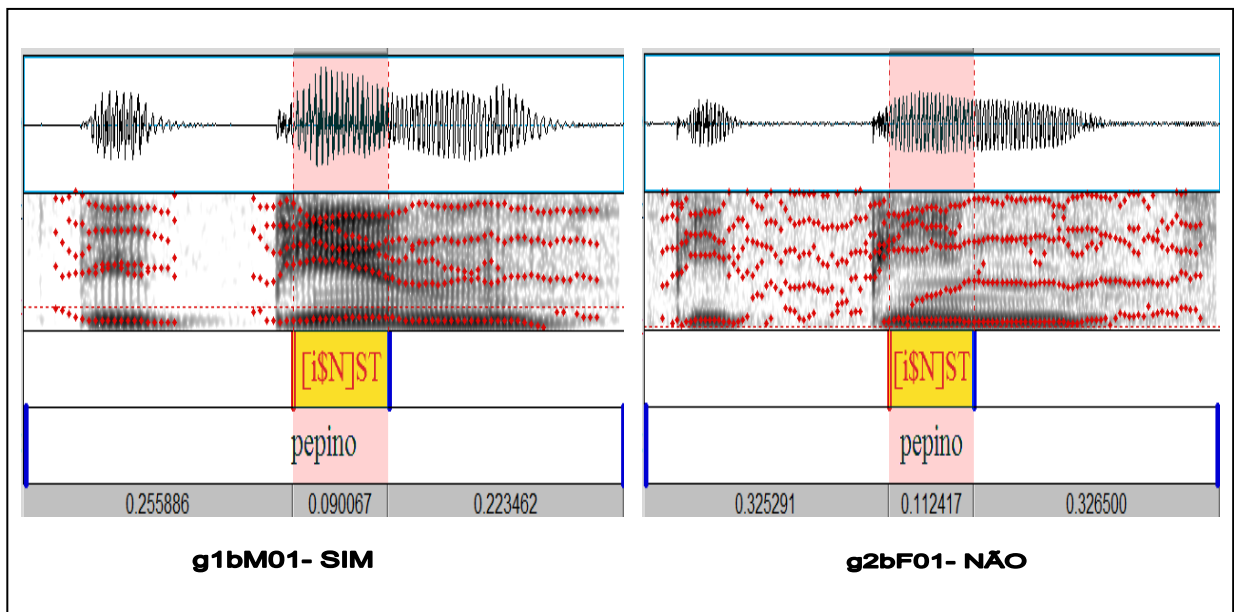 [i$N]ST
pepino
0.255886 0.090067 0.223462
g1bM01- SIM
[i$N]ST
pepino
0.325291 0.112417 0.326500
g2bF01- NÃO